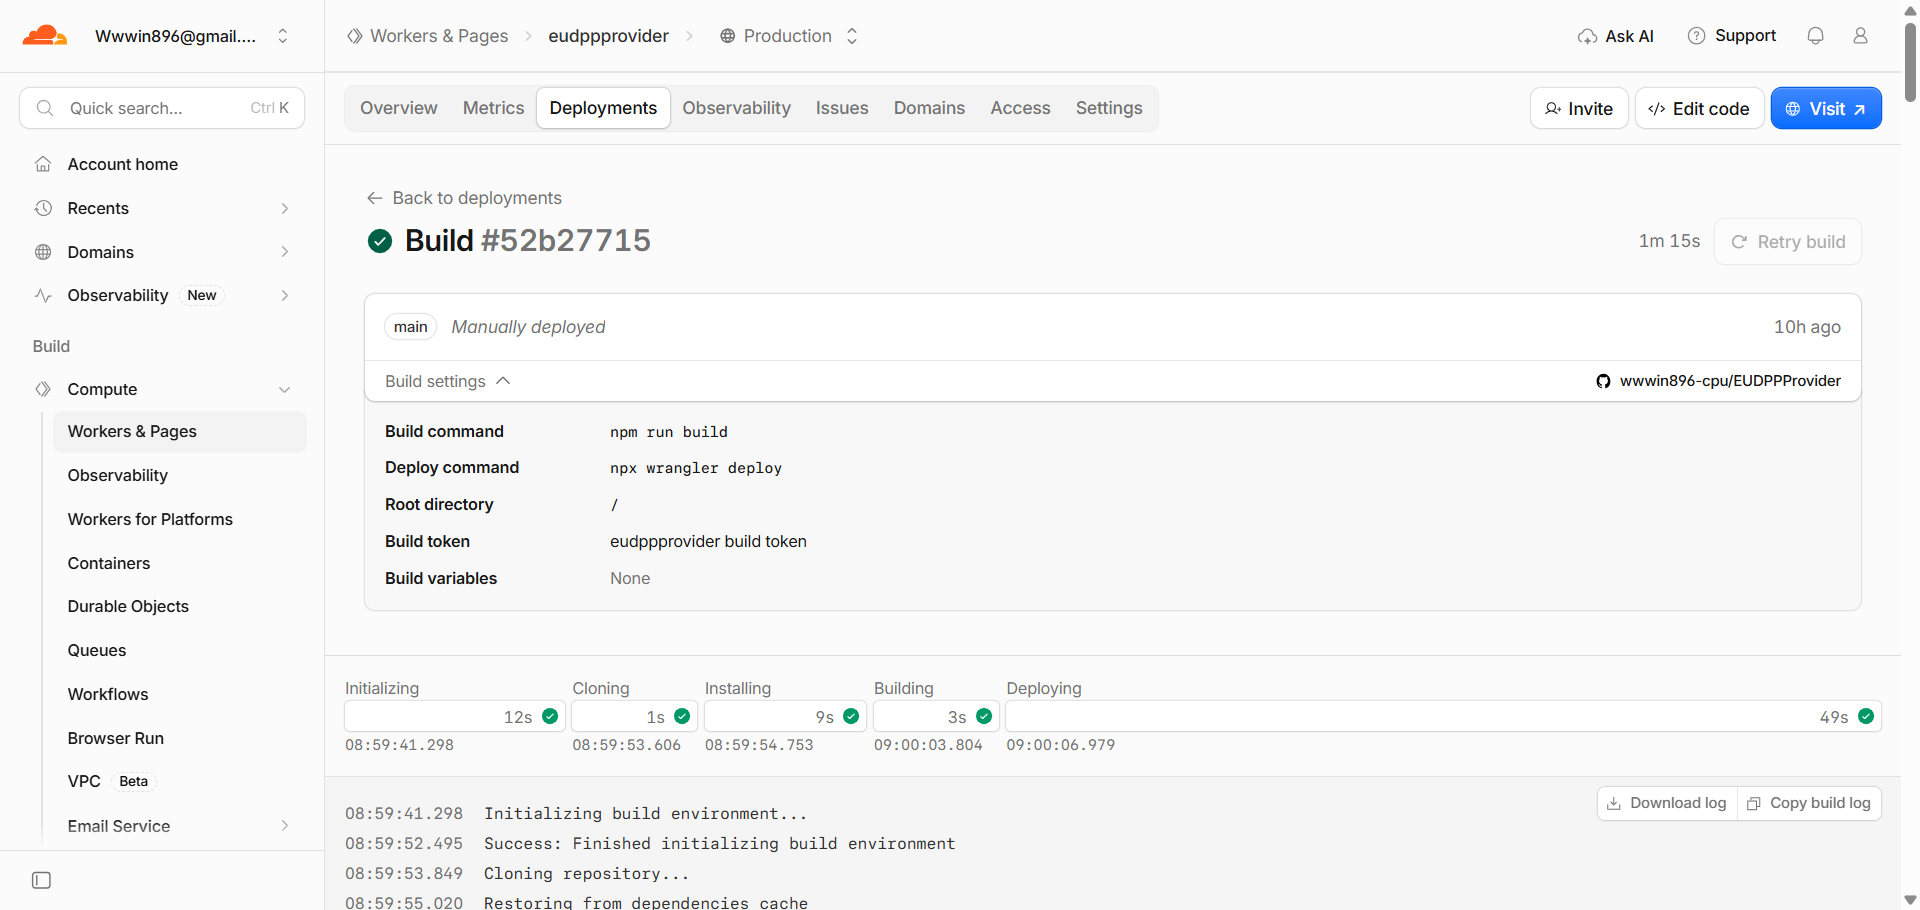 Wwwin896@gmail....
Workers & Pages
eudppprovider
Production
Ask AI
Support
Quick search...
Ctrl K
Overview
Metrics
Deployments
Observability
Issues
Domains
Access
Settings
Invite
</> Edit code
Visit
Account home
Recents
Domains
Observability New
Build
Compute
Workers & Pages
Observability
Workers for Platforms
Containers
Durable Objects
Queues
Workflows
Browser Run
VPC Beta
Email Service
Back to deployments
Build #52b27715
1m 15s
Retry build
main Manually deployed
10h ago
Build settings
wwwin896-cpu/EUDPPProvider
Build command npm run build
Deploy command npx wrangler deploy
Root directory /
Build token eudppprovider build token
Build variables None
Initializing
12s
08:59:41.298
Cloning
1s
08:59:53.606
Installing
9s
08:59:54.753
Building
3s
09:00:03.804
Deploying
49s
09:00:06.979
Download log
Copy build log
08:59:41.298 Initializing build environment...
08:59:52.495 Success: Finished initializing build environment
08:59:53.849 Cloning repository...
08:59:55.020 Restoring from dependencies cache